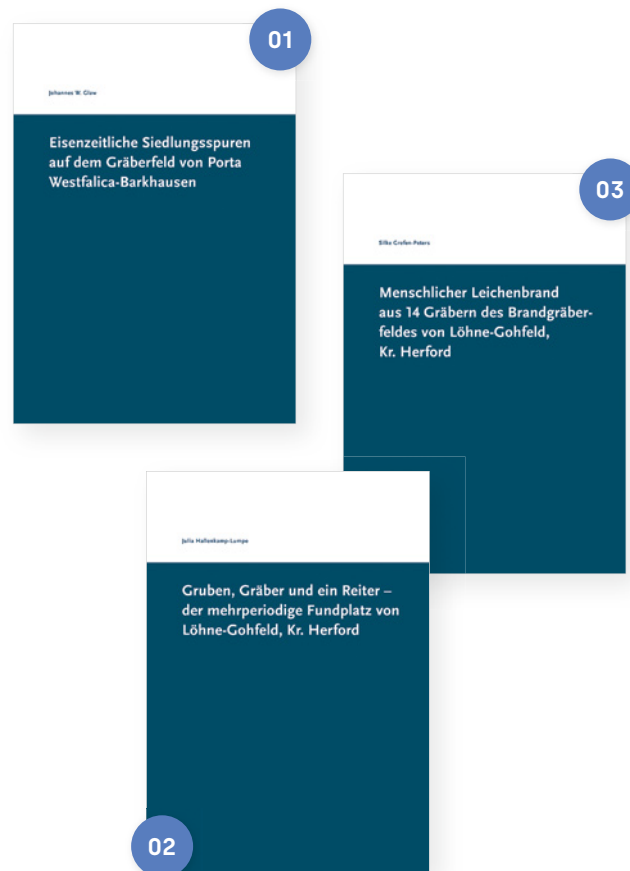 01
Johannes W. Glaw
Eisenzeitliche Siedlungsspuren
auf dem Gräberfeld von Porta
Westfalica-Barkhausen
03
Silke Grefen-Peters
Menschlicher Leichenbrand
aus 14 Gräbern des Brandgräber-
feldes von Löhne-Gohfeld,
Kr. Herford
Julia Hallenkamp-Lumpe
Gruben, Gräber und ein Reiter –
der mehrperiodige Fundplatz von
Löhne-Gohfeld, Kr. Herford
02